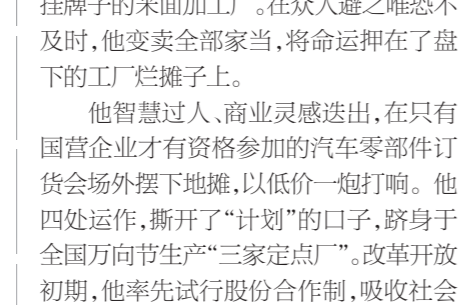 挂牌子的米面加工厂。在众人避之唯恐不
及时，他变卖全部家当，将命运押在了盘
下的工厂烂摊子上。
他智慧过人、商业灵感迭出，在只有
国营企业才有资格参加的汽车零部件订
货会场外摆下地摊，以低价一炮打响。他
四处运作，撕开了“计划”的口子，跻身于
全国万向节生产“三家定点厂”。改革开放
初期，他率先试行股份合作制，吸收社会